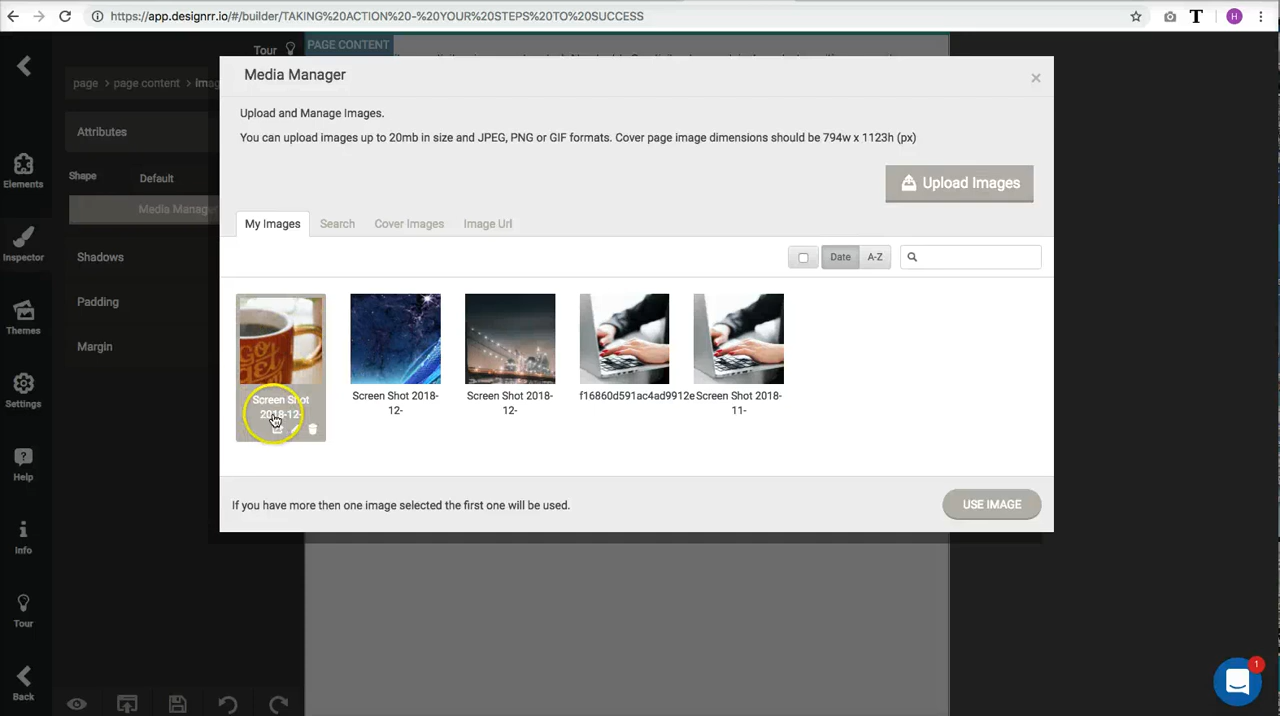 https://app.designrr.io/#/builder/TAKING%20ACTION%20-%20YOUR%20STEPS%20TO%20SUCCESS
T
H
Tour
PAGE CONTENT
Media Manager
×
page > page content > imag
Upload and Manage Images.
You can upload images up to 20mb in size and JPEG, PNG or GIF formats. Cover page image dimensions should be 794w x 1123h (px)
Attributes
Shape
Default
Upload Images
Elements
Media Manager
My Images
Search
Cover Images
Image Url
Inspector
Shadows
Date
A-Z
Padding
Themes
Margin
GO
GET
Screen Shot
2018-12-
Screen Shot 2018-
12-
Screen Shot 2018-
12-
f16860d591ac4ad9912e
Screen Shot 2018-
11-
Settings
Help
If you have more then one image selected the first one will be used.
USE IMAGE
Info
Tour
Back
1